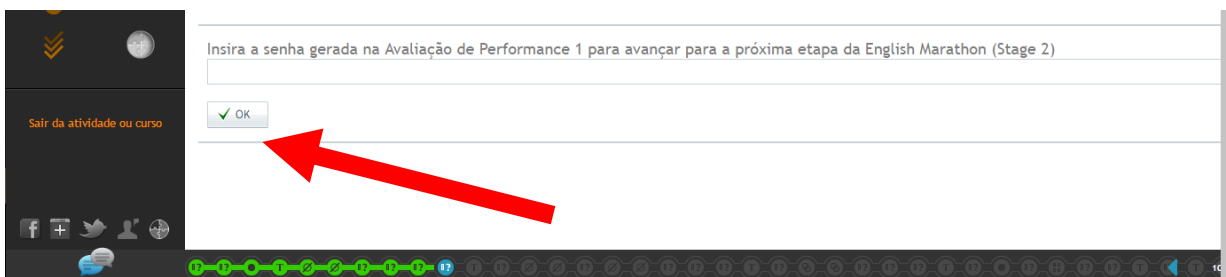 Insira a senha gerada na Avaliação de Performance 1 para avançar para a próxima etapa da English Marathon (Stage 2)
OK
Sair da atividade ou curso